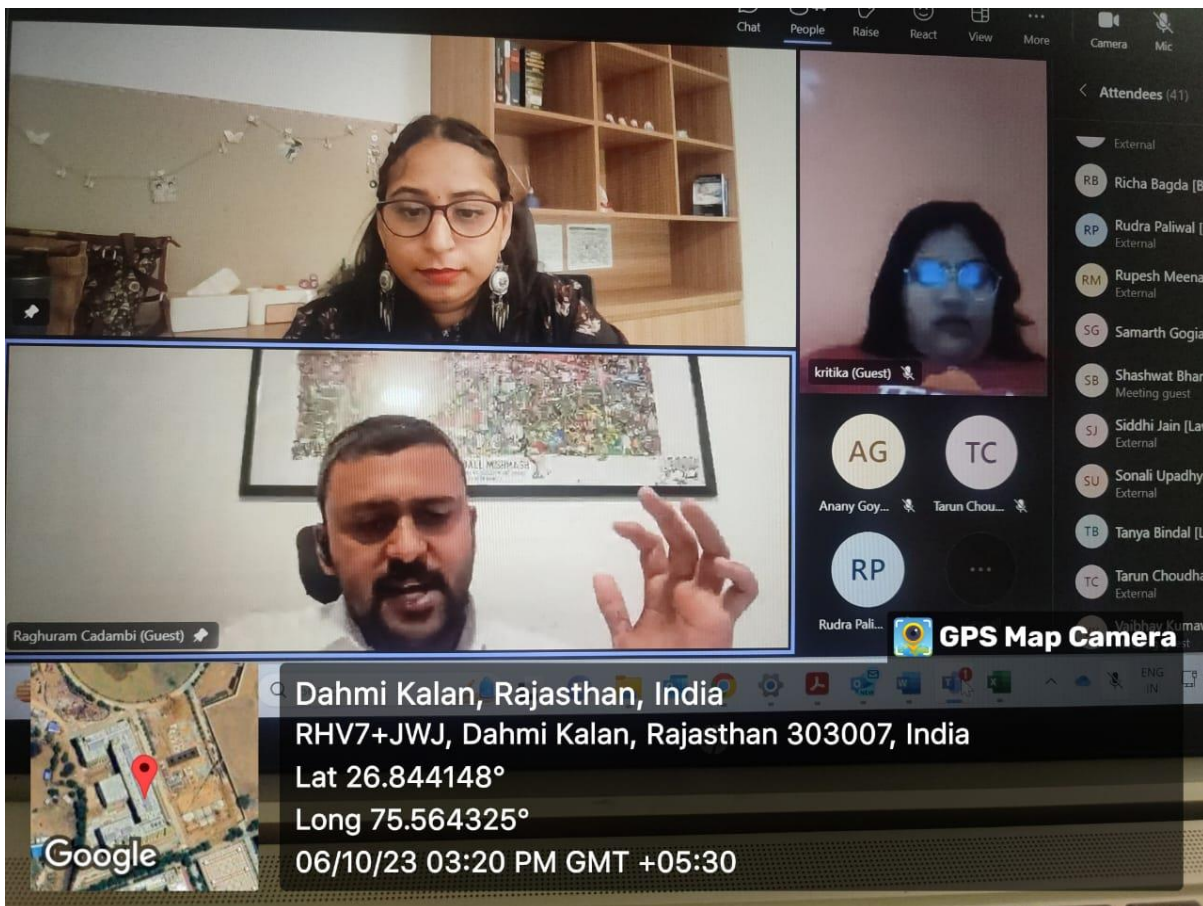 Chat
People
Raise
React
View
More
Camera
Mic
Attendees (41)
External
RB
Richa Bagda [B
RP
Rudra Paliwal [
External
RM
Rupesh Meena
External
SG
Samarth Gogia
SB
Shashwat Bhar
Meeting guest
SJ
Siddhi Jain [La
External
SU
Sonali Upadhy
External
TB
Tanya Bindal [L
TC
Tarun Choudha
External
Vaibhav Kumaw
kritika (Guest)
AG
TC
Anany Goy...
Tarun Chou...
RP
...
Rudra Pali...
MISHMASH
Raghuram Cadambi (Guest)
GPS Map Camera
ENG
IN
Dahmi Kalan, Rajasthan, India
RHV7+JWJ, Dahmi Kalan, Rajasthan 303007, India
Lat 26.844148°
Long 75.564325°
06/10/23 03:20 PM GMT +05:30
Google